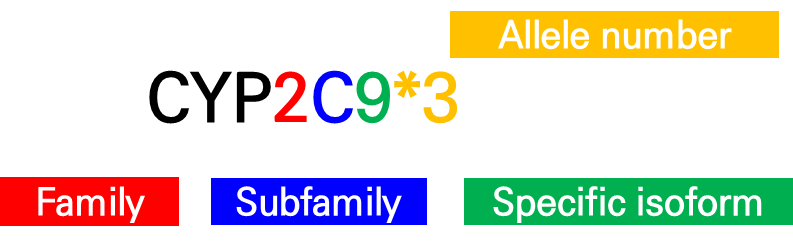 Allele number
CYP2C9*3
Family
Subfamily
Specific isoform